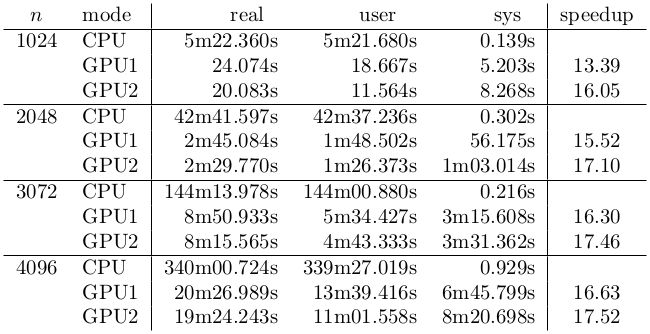 n mode real user sys speedup
1024 CPU 5m22.360s 5m21.680s 0.139s
GPU1 24.074s 18.667s 5.203s 13.39
GPU2 20.083s 11.564s 8.268s 16.05
2048 CPU 42m41.597s 42m37.236s 0.302s
GPU1 2m45.084s 1m48.502s 56.175s 15.52
GPU2 2m29.770s 1m26.373s 1m03.014s 17.10
3072 CPU 144m13.978s 144m00.880s 0.216s
GPU1 8m50.933s 5m34.427s 3m15.608s 16.30
GPU2 8m15.565s 4m43.333s 3m31.362s 17.46
4096 CPU 340m00.724s 339m27.019s 0.929s
GPU1 20m26.989s 13m39.416s 6m45.799s 16.63
GPU2 19m24.243s 11m01.558s 8m20.698s 17.52